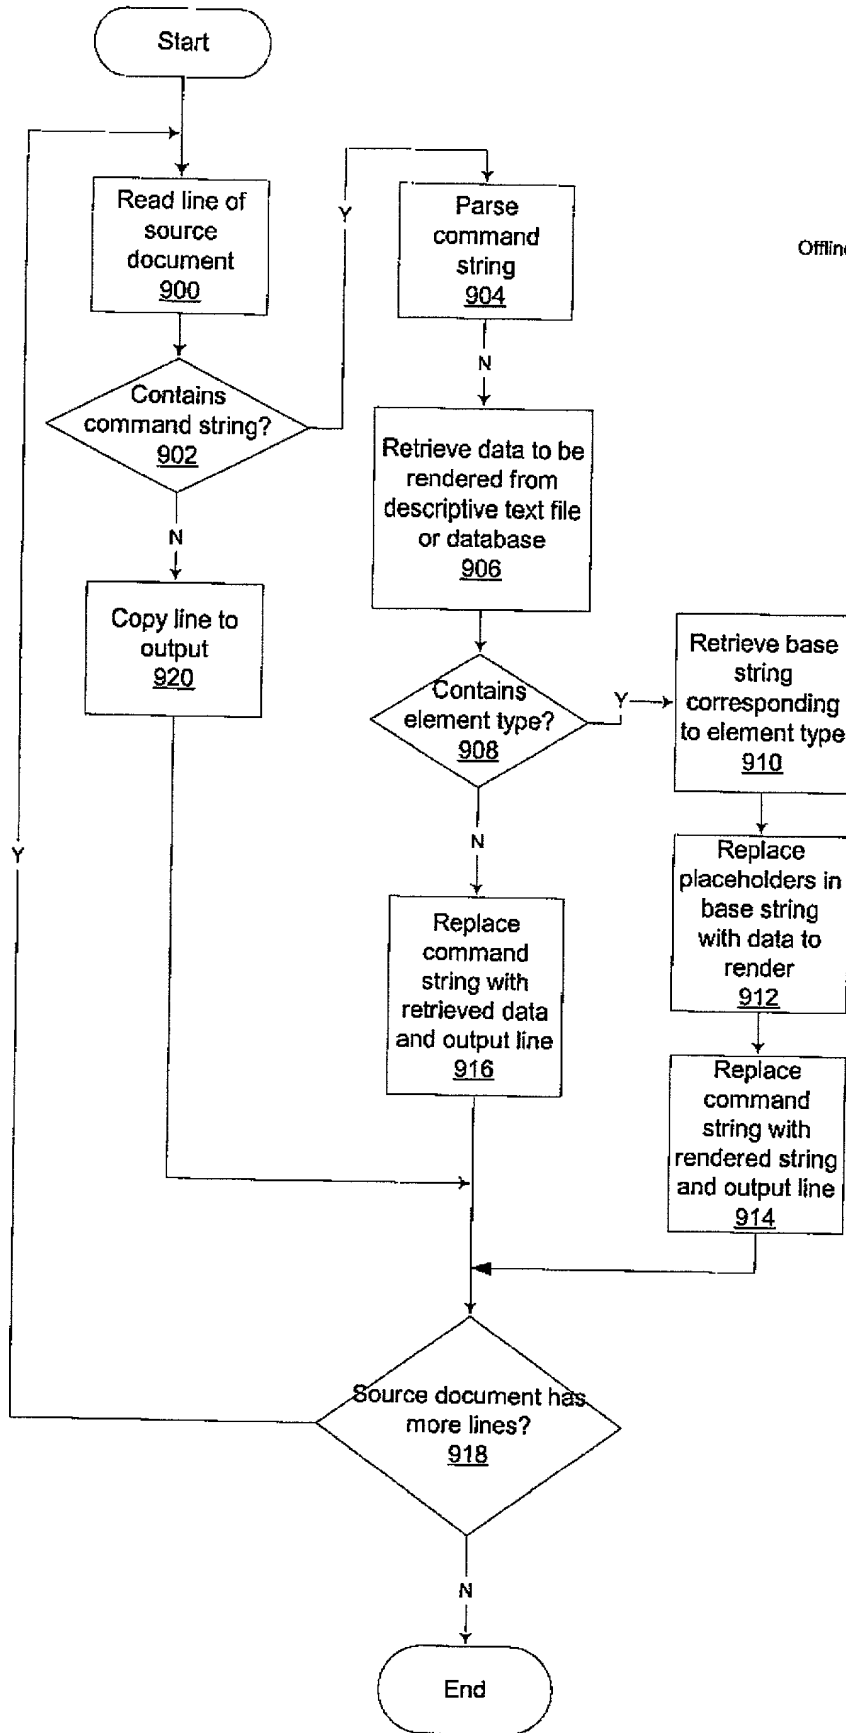 Start
Read line of
source
document
900
Contains
command string?
902
Y
N
Copy line to
output
920
Parse
command
string
904
N
Retrieve data to be
rendered from
descriptive text file
or database
906
Contains
element type?
908
Y
N
Retrieve base
string
corresponding
to element type
910
Replace
placeholders in
base string
with data to
render
912
Replace
command
string with
rendered string
and output line
914
Replace
command
string with
retrieved data
and output line
916
Source document has
more lines?
918
Y
N
End